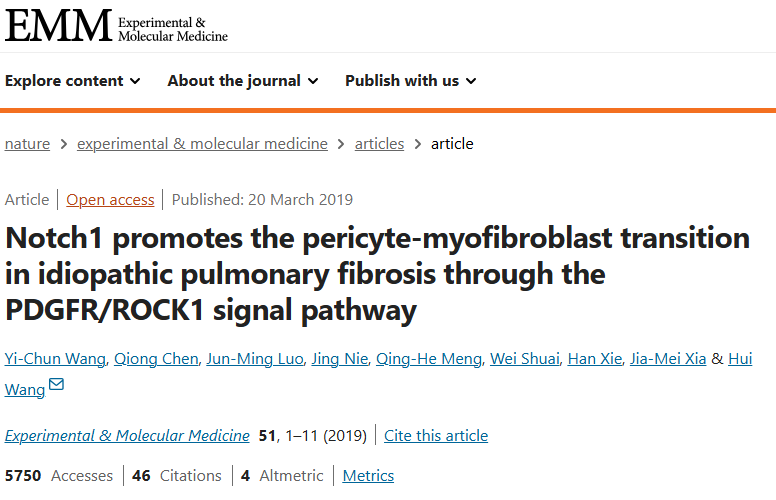 EMM Experimental &
Molecular Medicine
Explore content About the journal Publish with us
nature > experimental & molecular medicine > articles > article
Article | Open access | Published: 20 March 2019
Notch1 promotes the pericyte-myofibroblast transition
in idiopathic pulmonary fibrosis through the
PDGFR/ROCK1 signal pathway
Yi-Chun Wang, Qiong Chen, Jun-Ming Luo, Jing Nie, Qing-He Meng, Wei Shuai, Han Xie, Jia-Mei Xia & Hui
Wang
Experimental & Molecular Medicine 51, 1–11 (2019) | Cite this article
5750 Accesses | 46 Citations | 4 Altmetric | Metrics